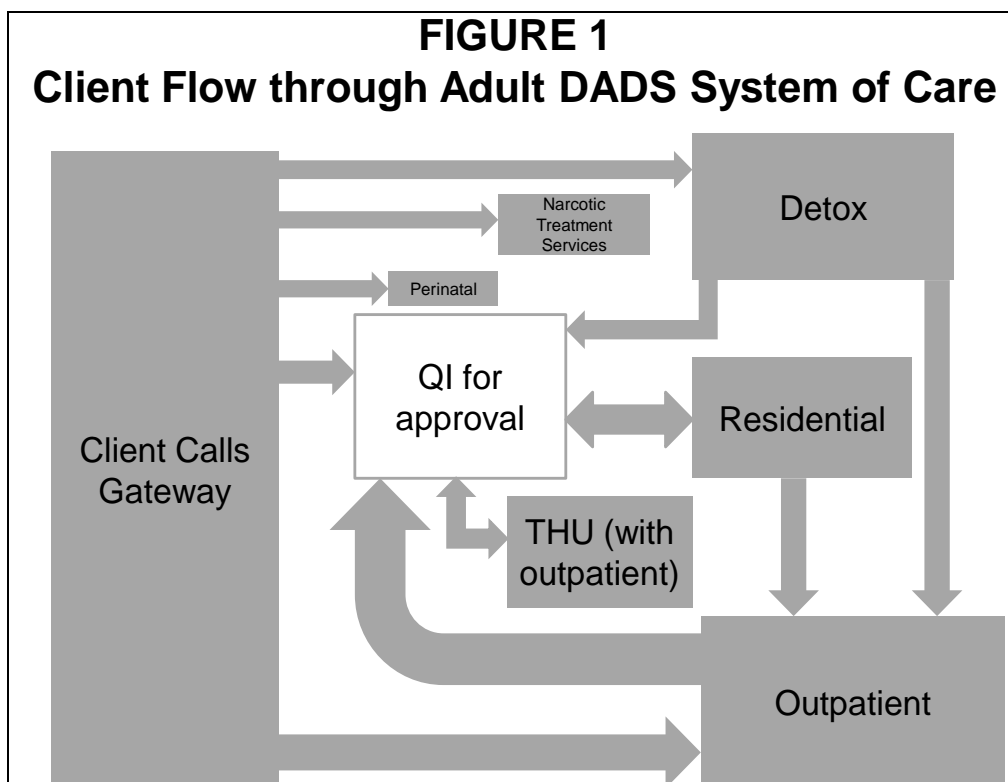 FIGURE 1
Client Flow through Adult DADS System of Care
Detox
Narcotic
Treatment
Services
Perinatal
QI for
approval
Residential
Client Calls
Gateway
THU (with
outpatient)
Outpatient